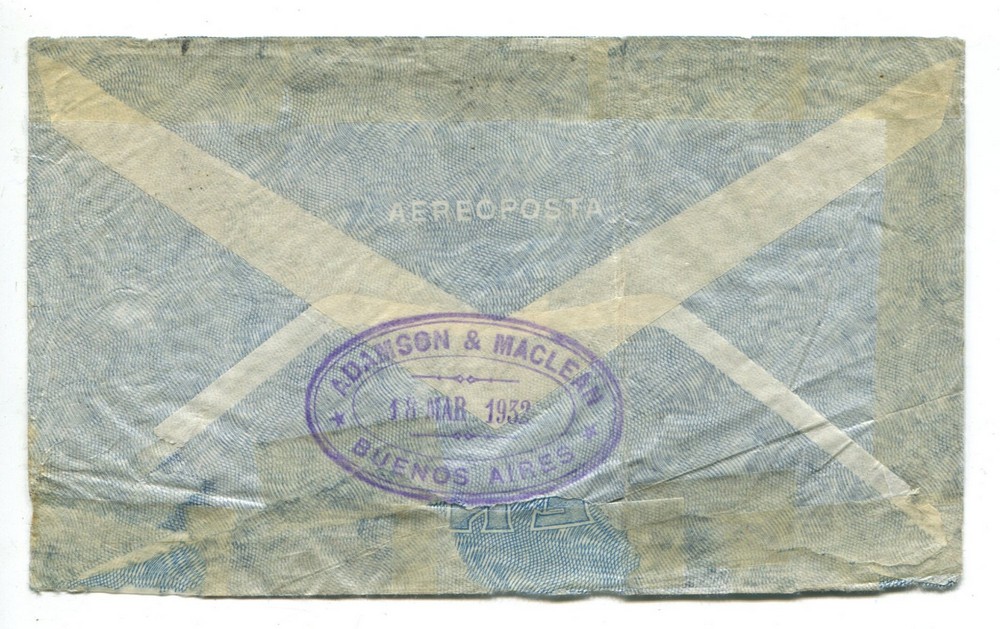 AEREOPOSTA
ADAMSON & MACLEAN
18 MAR 1932
BUENOS AIRES